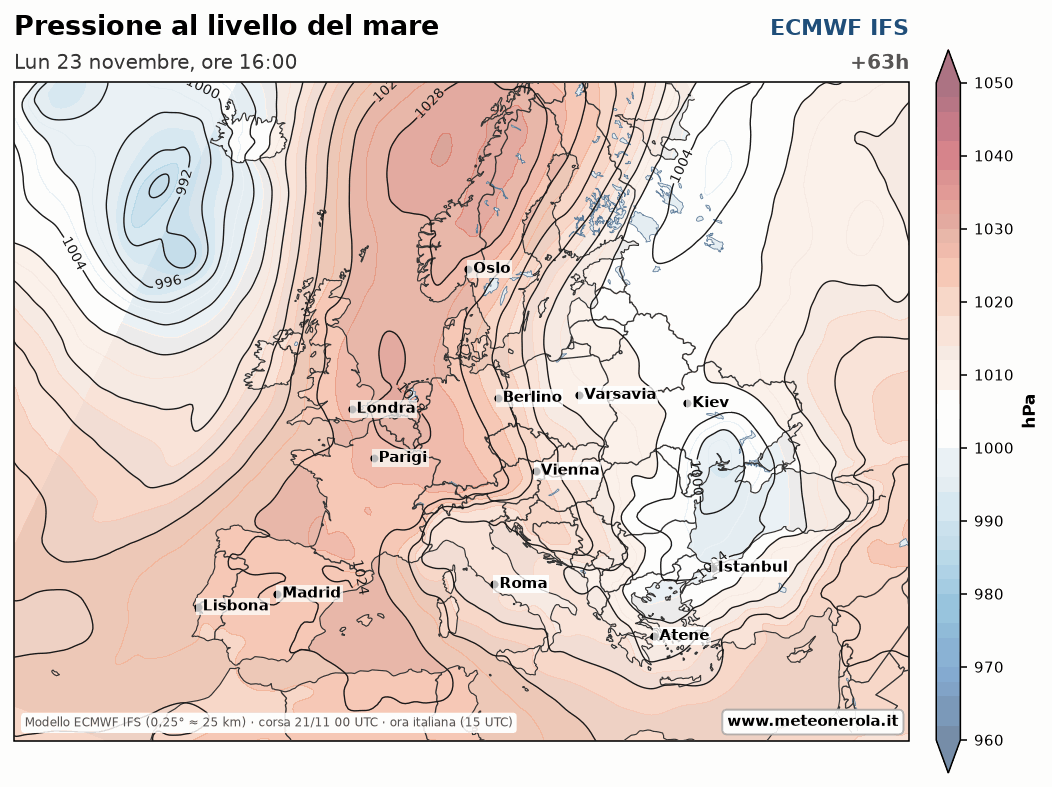 Pressione al livello del mare
ECMWF IFS
Lun 23 novembre, ore 16:00
+63h
1000
1028
992
1004
1004
996
Oslo
Londra
Berlino
Varsavia
Kiev
Parigi
Vienna
1000
Istanbul
1024
Roma
Madrid
Lisbona
Atene
Modello ECMWF IFS (0,25° ≈ 25 km) · corsa 21/11 00 UTC · ora italiana (15 UTC)
www.meteonerola.it
1050
1040
1030
1020
1010
1000
990
980
970
960
hPa